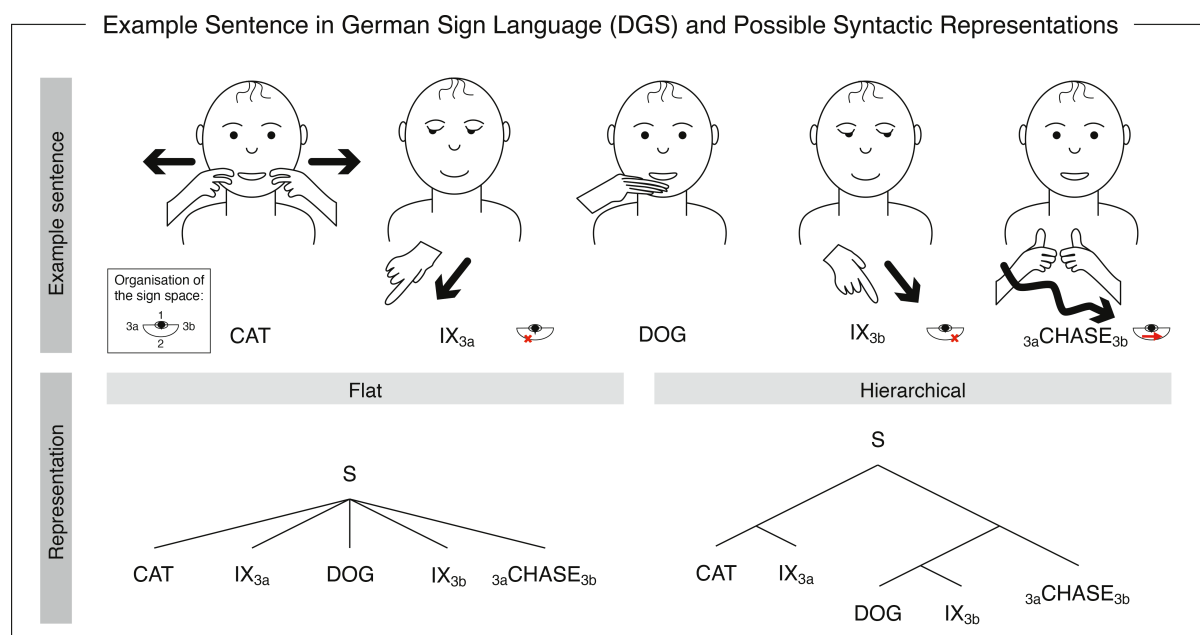 Example Sentence in German Sign Language (DGS) and Possible Syntactic Representations
Example sentence
Organisation of
the sign space:
1
3a 3b
2
CAT
IX3a
DOG
IX3b
3aCHASE3b
Flat
Hierarchical
Representation
S
CAT IX3a DOG IX3b 3aCHASE3b
S
CAT IX3a
3aCHASE3b
DOG IX3b